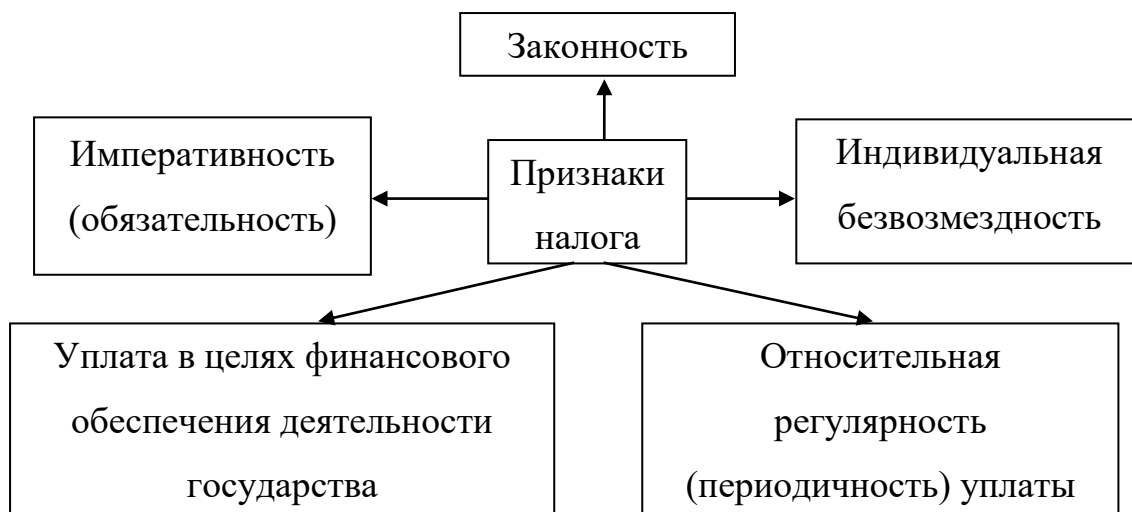 Законность
Императивность
(обязательность)
Признаки
налога
Индивидуальная
безвозмездность
Уплата в целях финансового
обеспечения деятельности
государства
Относительная
регулярность
(периодичность) уплаты